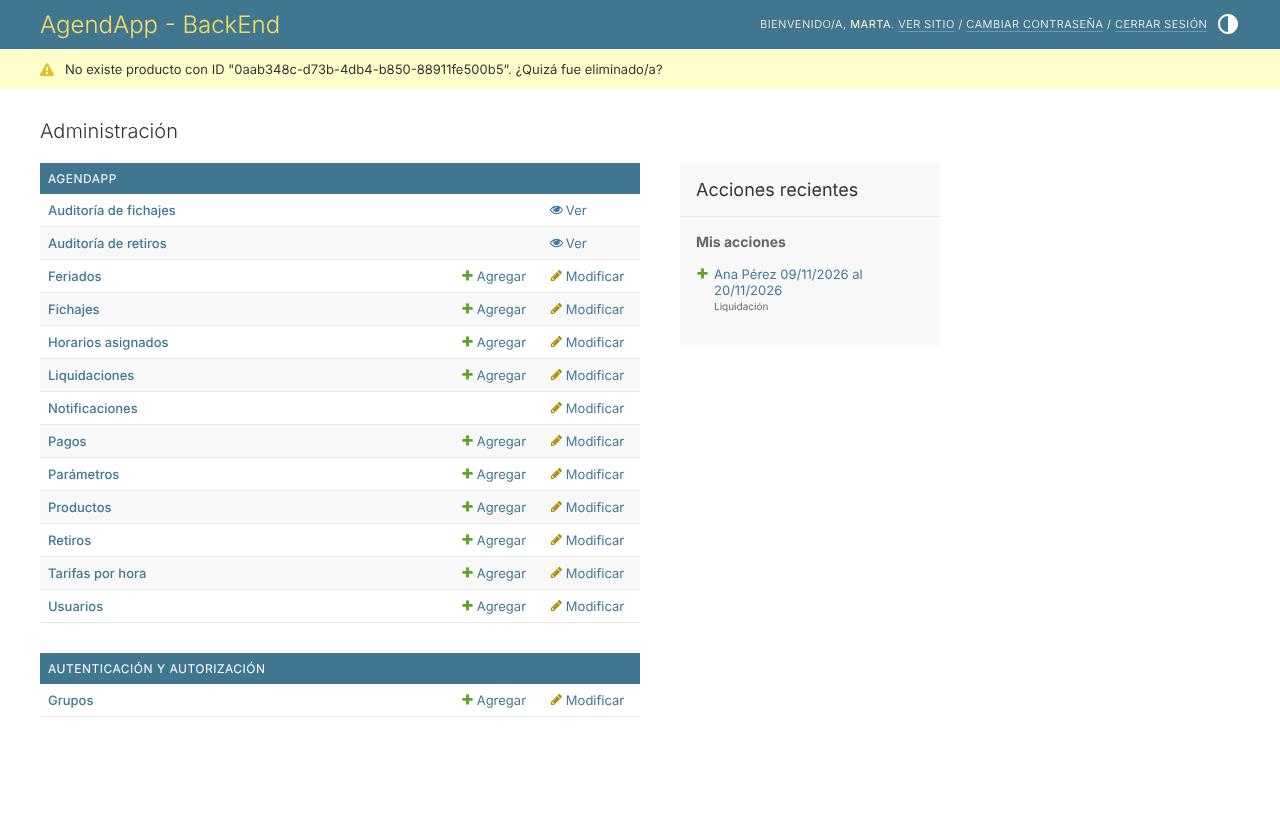 AgendApp - BackEnd
BIENVENIDO/A, MARTA. VER SITIO / CAMBIAR CONTRASEÑA / CERRAR SESIÓN
No existe producto con ID "0aab348c-d73b-4db4-b850-88911fe500b5”. ¿Quizá fue eliminado/a?
Administración
AGENDAPP
Auditoría de fichajes Ver
Auditoría de retiros Ver
Feriados Agregar Modificar
Fichajes Agregar Modificar
Horarios asignados Agregar Modificar
Liquidaciones Agregar Modificar
Notificaciones Modificar
Pagos Agregar Modificar
Parámetros Agregar Modificar
Productos Agregar Modificar
Retiros Agregar Modificar
Tarifas por hora Agregar Modificar
Usuarios Agregar Modificar
AUTENTICACIÓN Y AUTORIZACIÓN
Grupos Agregar Modificar
Acciones recientes
Mis acciones
Ana Pérez 09/11/2026 al
20/11/2026
Liquidación